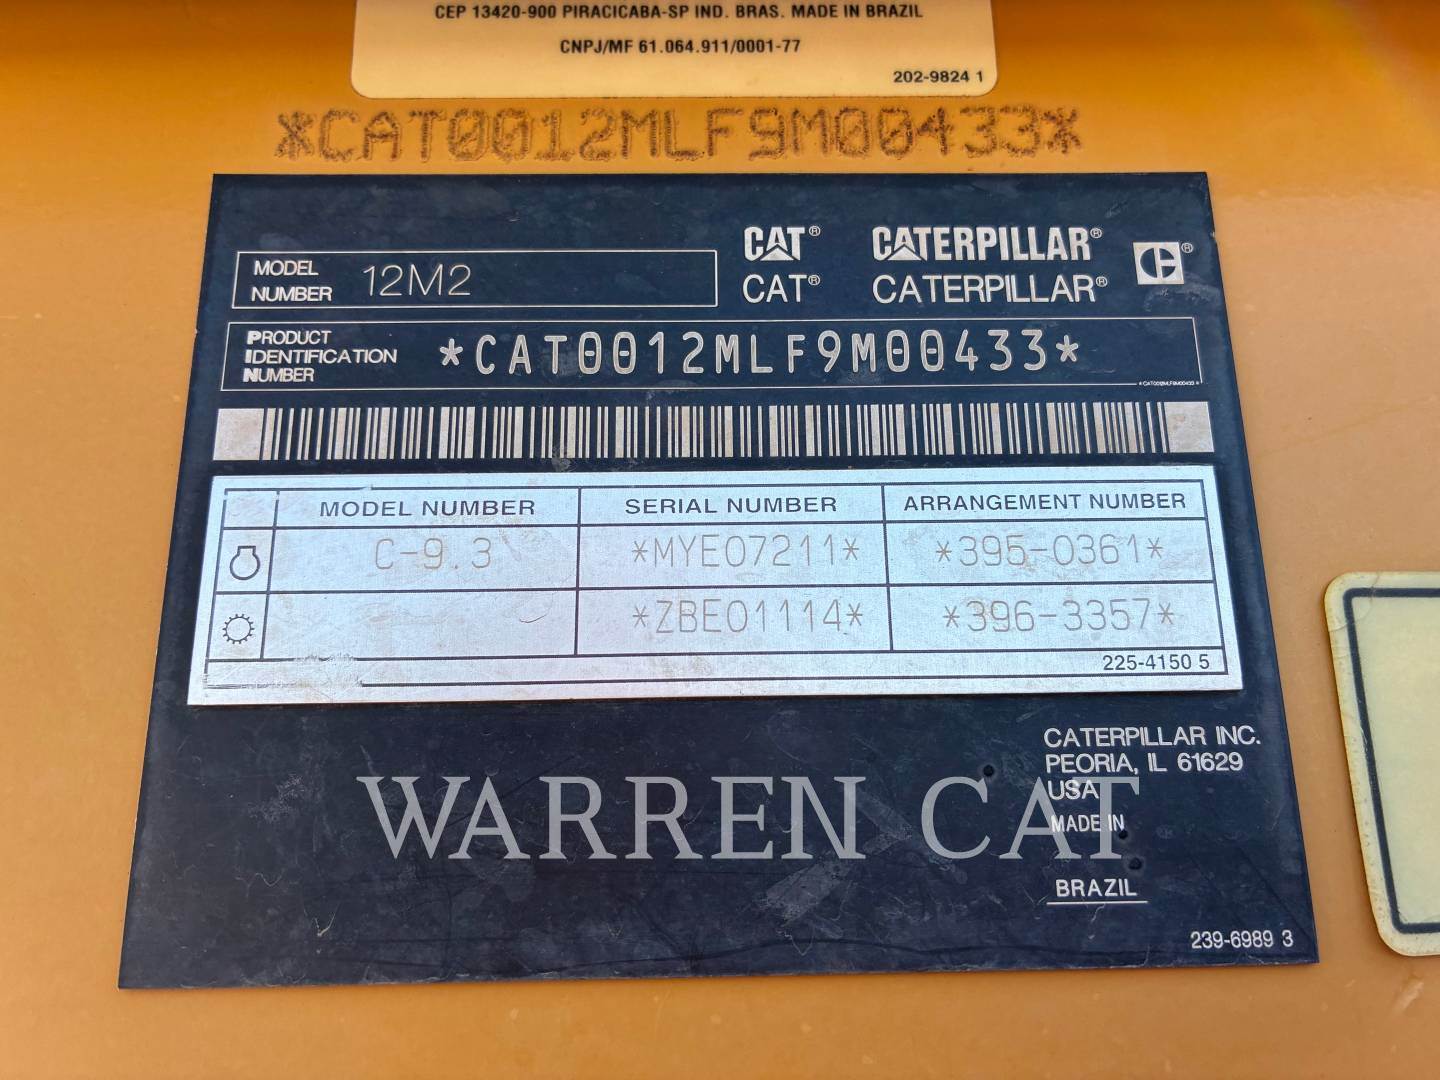 CEP 13420-900 PIRACICABA-SP IND. BRAS. MADE IN BRAZIL
CNPJ/MF 61.064.911/0001-77
202-9824 1
*CAT0012MLF9M00433*
CAT® CATERPILLAR®
MODEL NUMBER 12M2
CAT® CATERPILLAR®
PRODUCT IDENTIFICATION NUMBER *CAT0012MLF9M00433*
*CAT0012MLF9M00433*
MODEL NUMBER SERIAL NUMBER ARRANGEMENT NUMBER
C-9.3 *MYE07211* *395-0361*
*ZBE01114* *396-3357*
225-4150 5
CATERPILLAR INC.
PEORIA, IL 61629
USA
MADE IN
BRAZIL
WARREN CAT
239-6989 3